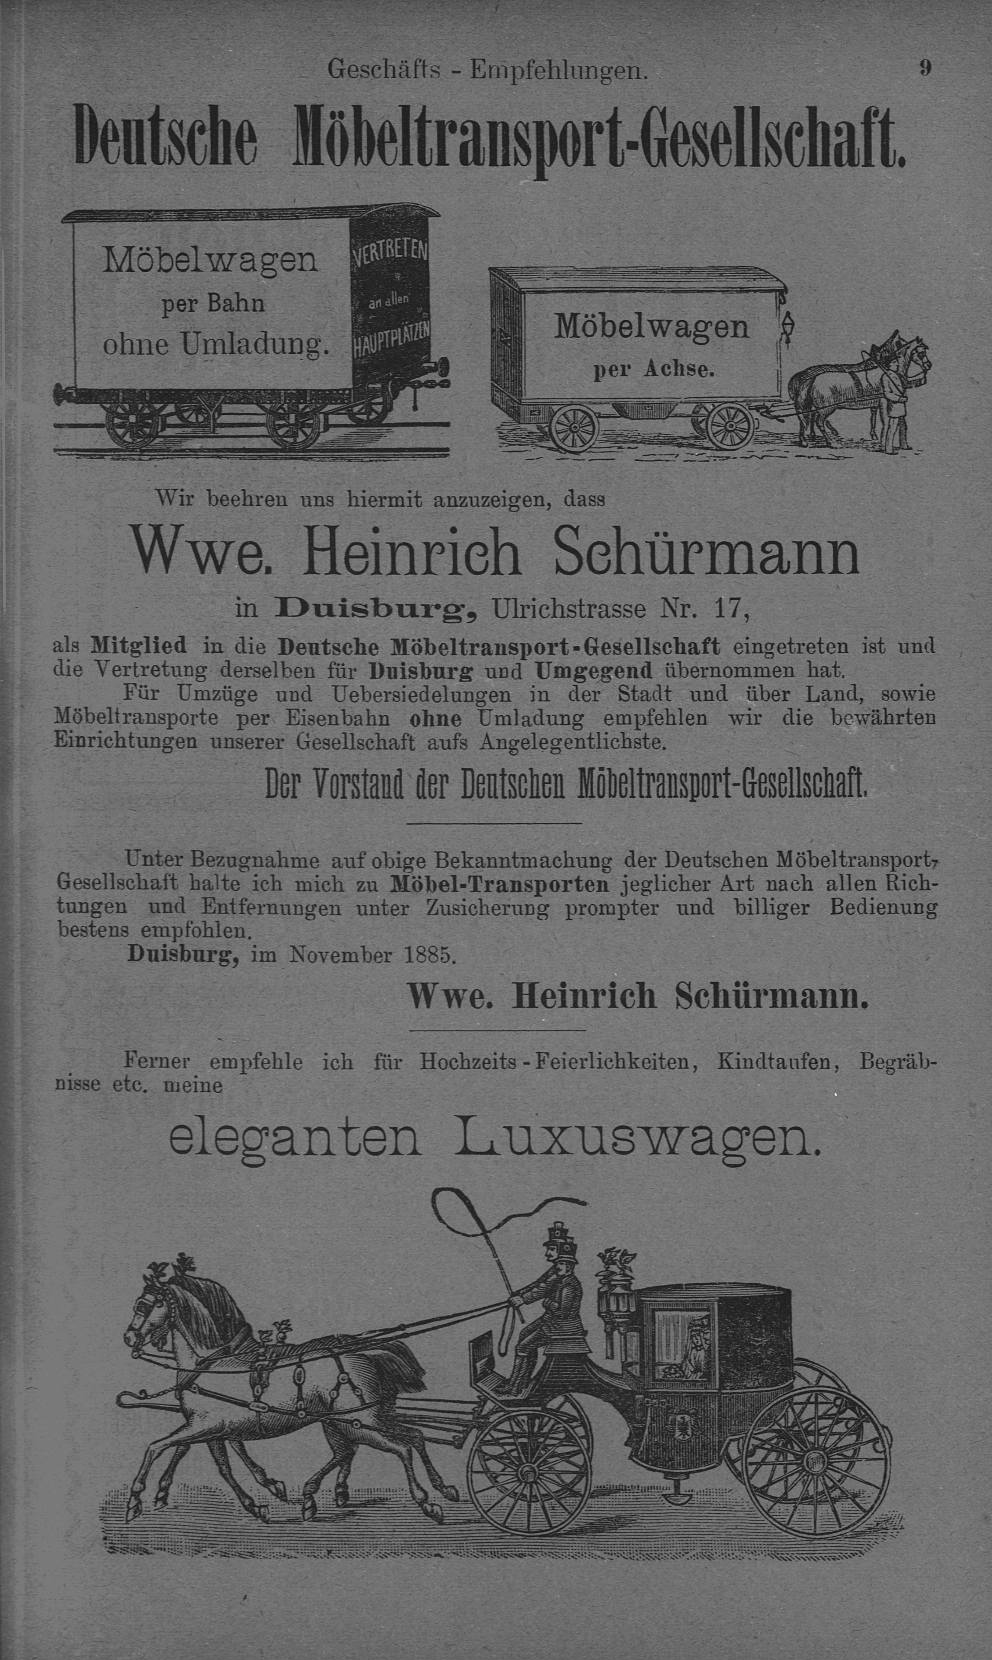 Geschäfts - Empfehlungen. 9
Deutsche Möbeltransport-Gesellschaft.
Möbelwagen
per Bahn
ohne Umladung.
VERTRETEN
an allen
HAUPTPLÄTZEN
Möbelwagen
per Achse.
Wir beehren uns hiermit anzuzeigen, dass
Wwe. Heinrich Schürmann
in Duisburg, Ulrichstrasse Nr. 17,
als Mitglied in die Deutsche Möbeltransport-Gesellschaft eingetreten ist und
die Vertretung derselben für Duisburg und Umgegend übernommen hat.
Für Umzüge und Uebersiedelungen in der Stadt und über Land, sowie
Möbeltransporte per Eisenbahn ohne Umladung empfehlen wir die bewährten
Einrichtungen unserer Gesellschaft aufs Angelegentlichste.
Der Vorstand der Deutschen Möbeltransport-Gesellschaft.
Unter Bezugnahme auf obige Bekanntmachung der Deutschen Möbeltransport-
Gesellschaft halte ich mich zu Möbel-Transporten jeglicher Art nach allen Rich-
tungen und Entfernungen unter Zusicherung prompter und billiger Bedienung
bestens empfohlen.
Duisburg, im November 1885.
Wwe. Heinrich Schürmann.
Ferner empfehle ich für Hochzeits-Feierlichkeiten, Kindtaufen, Begräb-
nisse etc. meine
eleganten Luxuswagen.